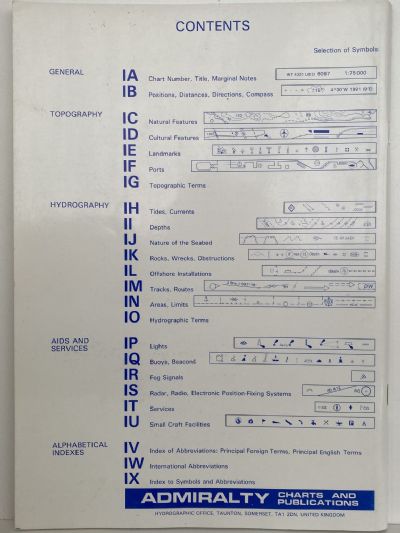 CONTENTS
Selection of Symbols
GENERAL
IA Chart Number, Title, Marginal Notes
IB Positions, Distances, Directions, Compass
TOPOGRAPHY
IC Natural Features
ID Cultural Features
IE Landmarks
IF Ports
IG Topographic Terms
HYDROGRAPHY
IH Tides, Currents
II Depths
IJ Nature of the Seabed
IK Rocks, Wrecks, Obstructions
IL Offshore Installations
IM Tracks, Routes
IN Areas, Limits
IO Hydrographic Terms
AIDS AND
SERVICES
IP Lights
IQ Buoys, Beacons
IR Fog Signals
IS Radar, Radio, Electronic Position-Fixing Systems
IT Services
IU Small Craft Facilities
ALPHABETICAL
INDEXES
IV Index of Abbreviations: Principal Foreign Terms, Principal English Terms
IW International Abbreviations
IX Index to Symbols and Abbreviations
ADMIRALTY CHARTS AND PUBLICATIONS
HYDROGRAPHIC OFFICE, TAUNTON, SOMERSET, TA1 2DN, UNITED KINGDOM